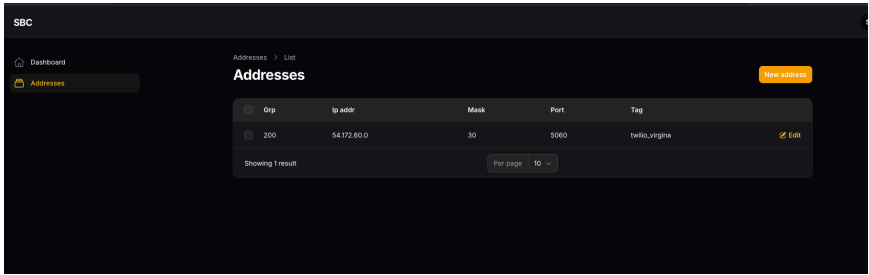 SBC
Dashboard
Addresses
Addresses > List
Addresses
New address
Grp Ip addr Mask Port Tag
200 54.172.60.0 30 5060 twilio_virgina Edit
Showing 1 result
Per page 10